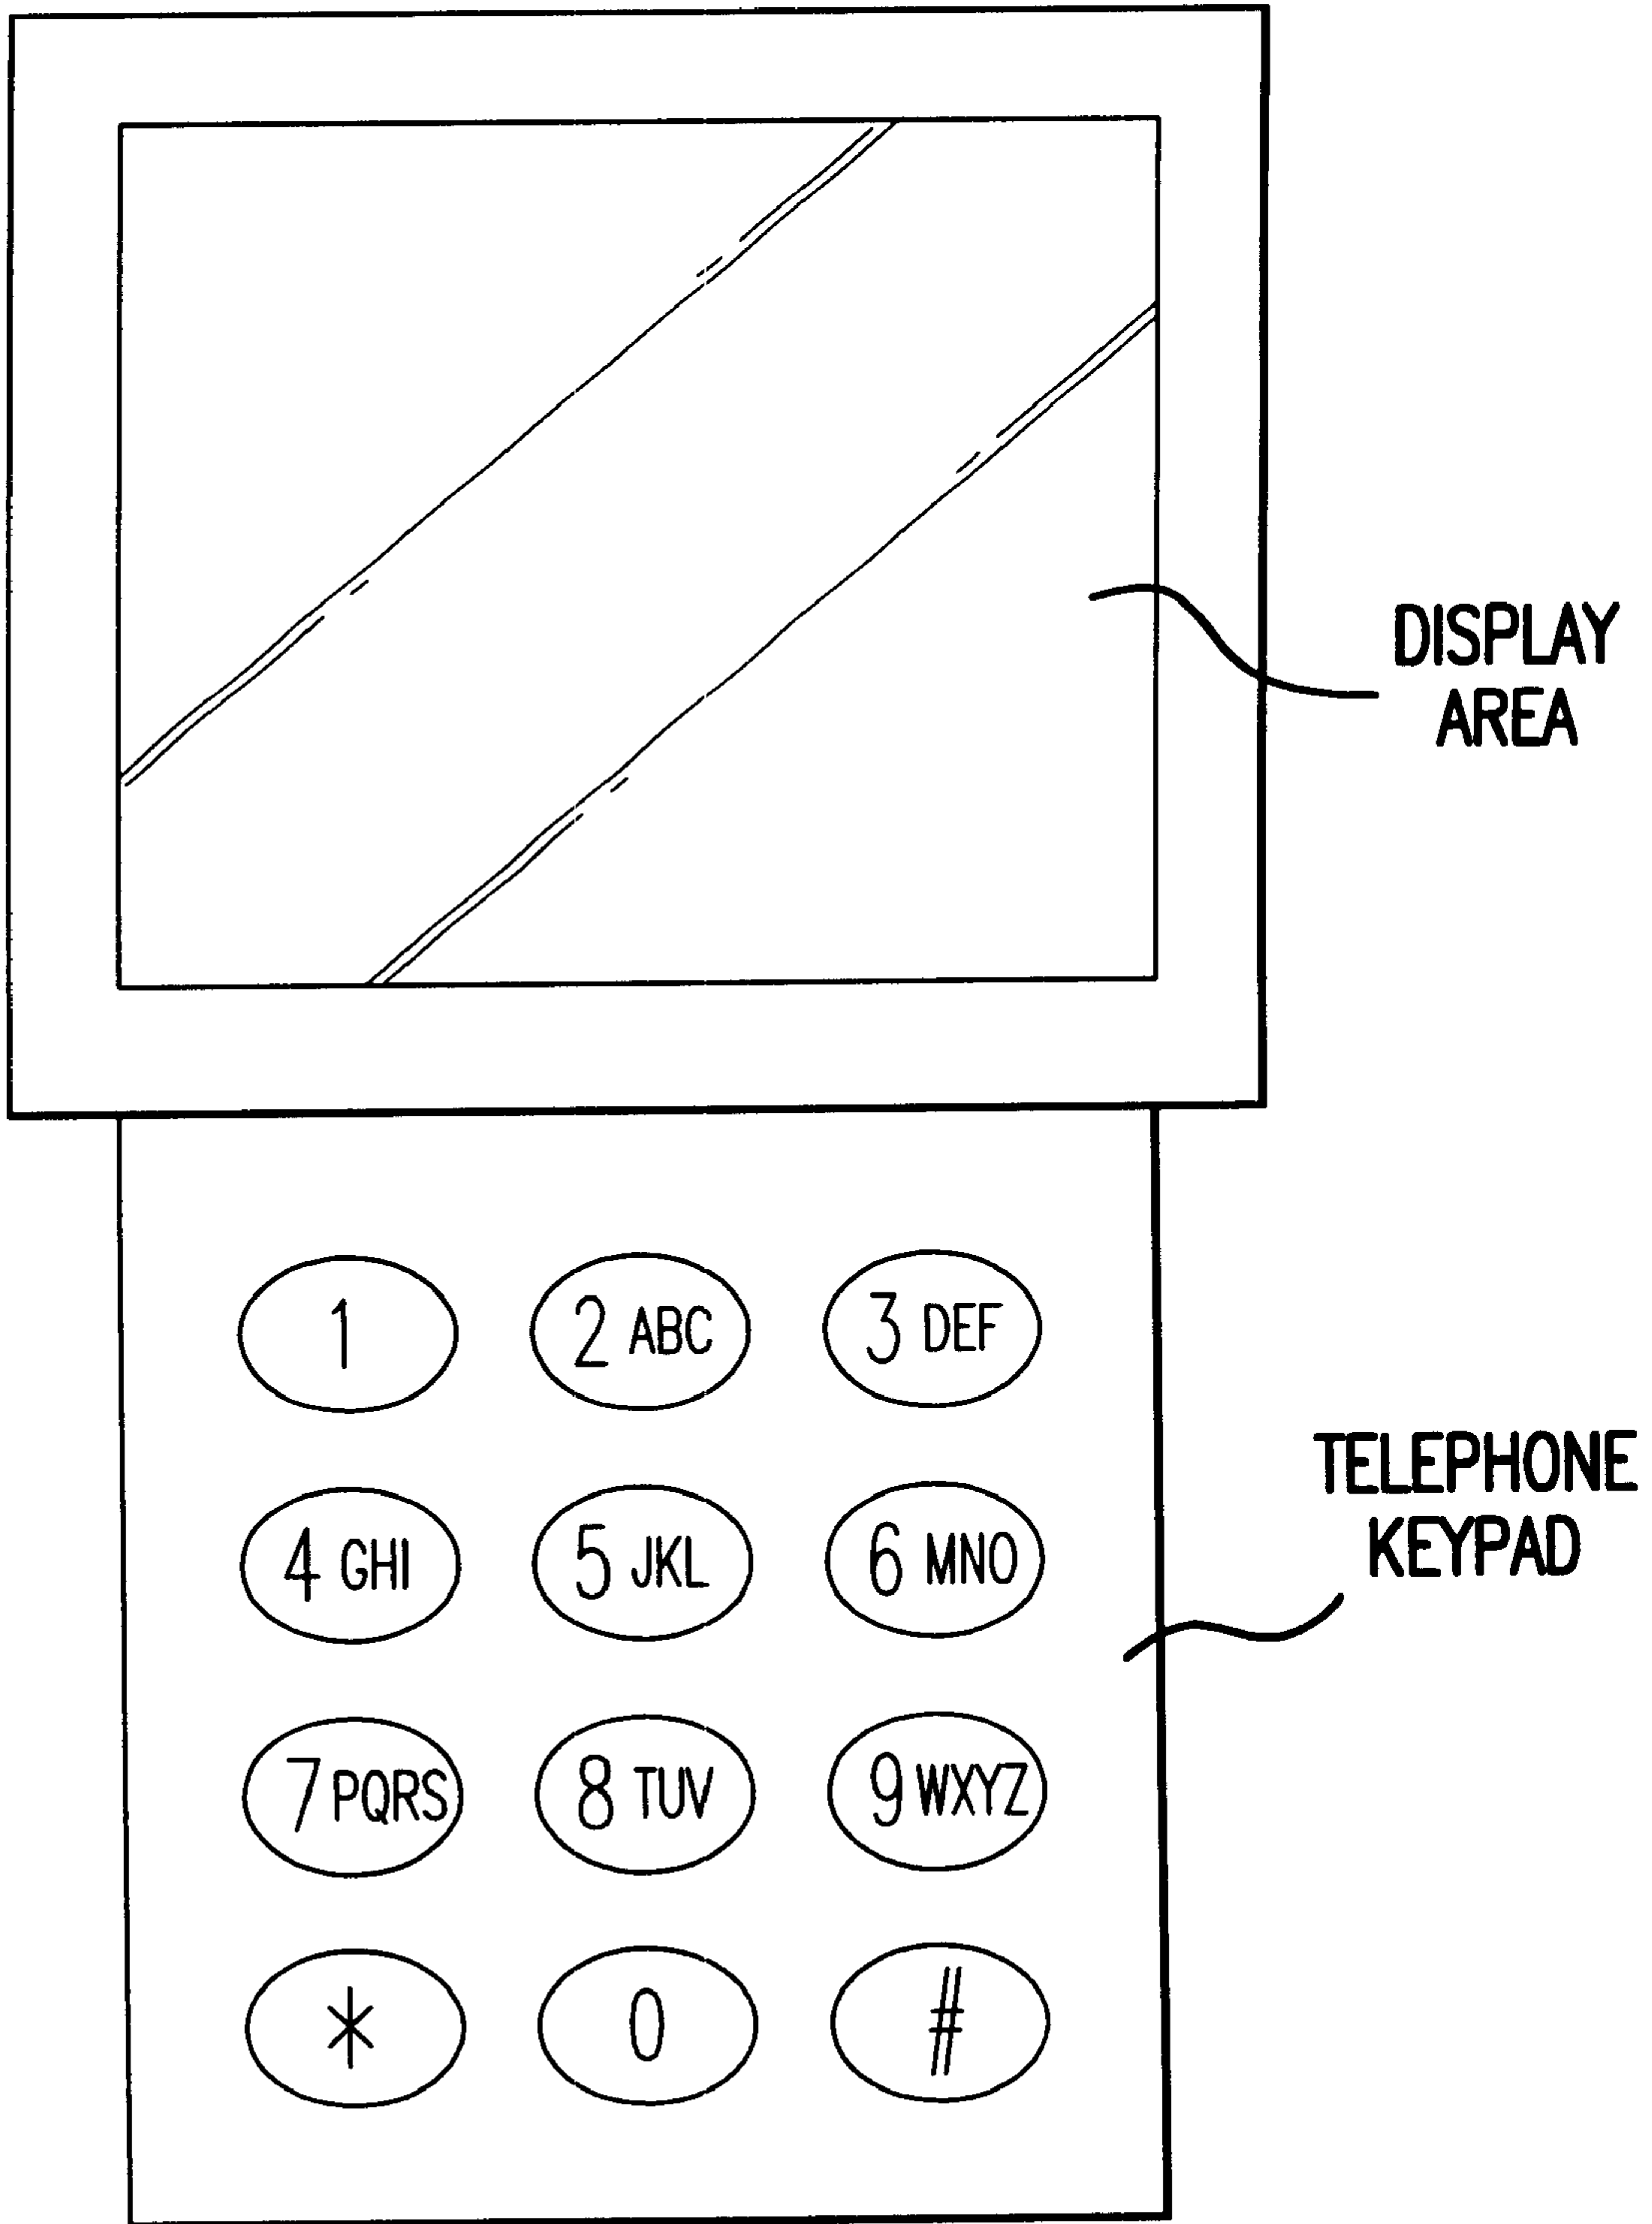 DISPLAY
AREA
1 2 ABC 3 DEF
TELEPHONE
KEYPAD
4 GHI 5 JKL 6 MNO
7 PQRS 8 TUV 9 WXYZ
* 0 #